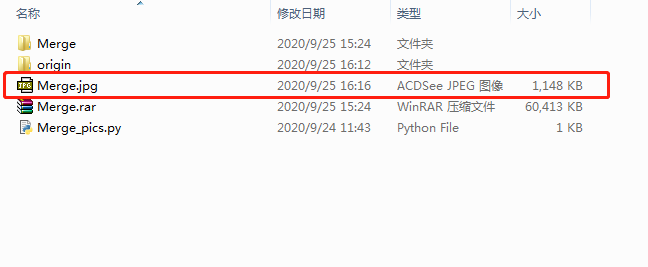 名称 修改日期 类型 大小
Merge 2020/9/25 15:24 文件夹
origin 2020/9/25 16:12 文件夹
Merge.jpg 2020/9/25 16:16 ACDSee JPEG 图像 1,148 KB
Merge.rar 2020/9/25 15:25 WinRAR 压缩文件 60,413 KB
Merge_pics.py 2020/9/24 11:43 Python File 1 KB